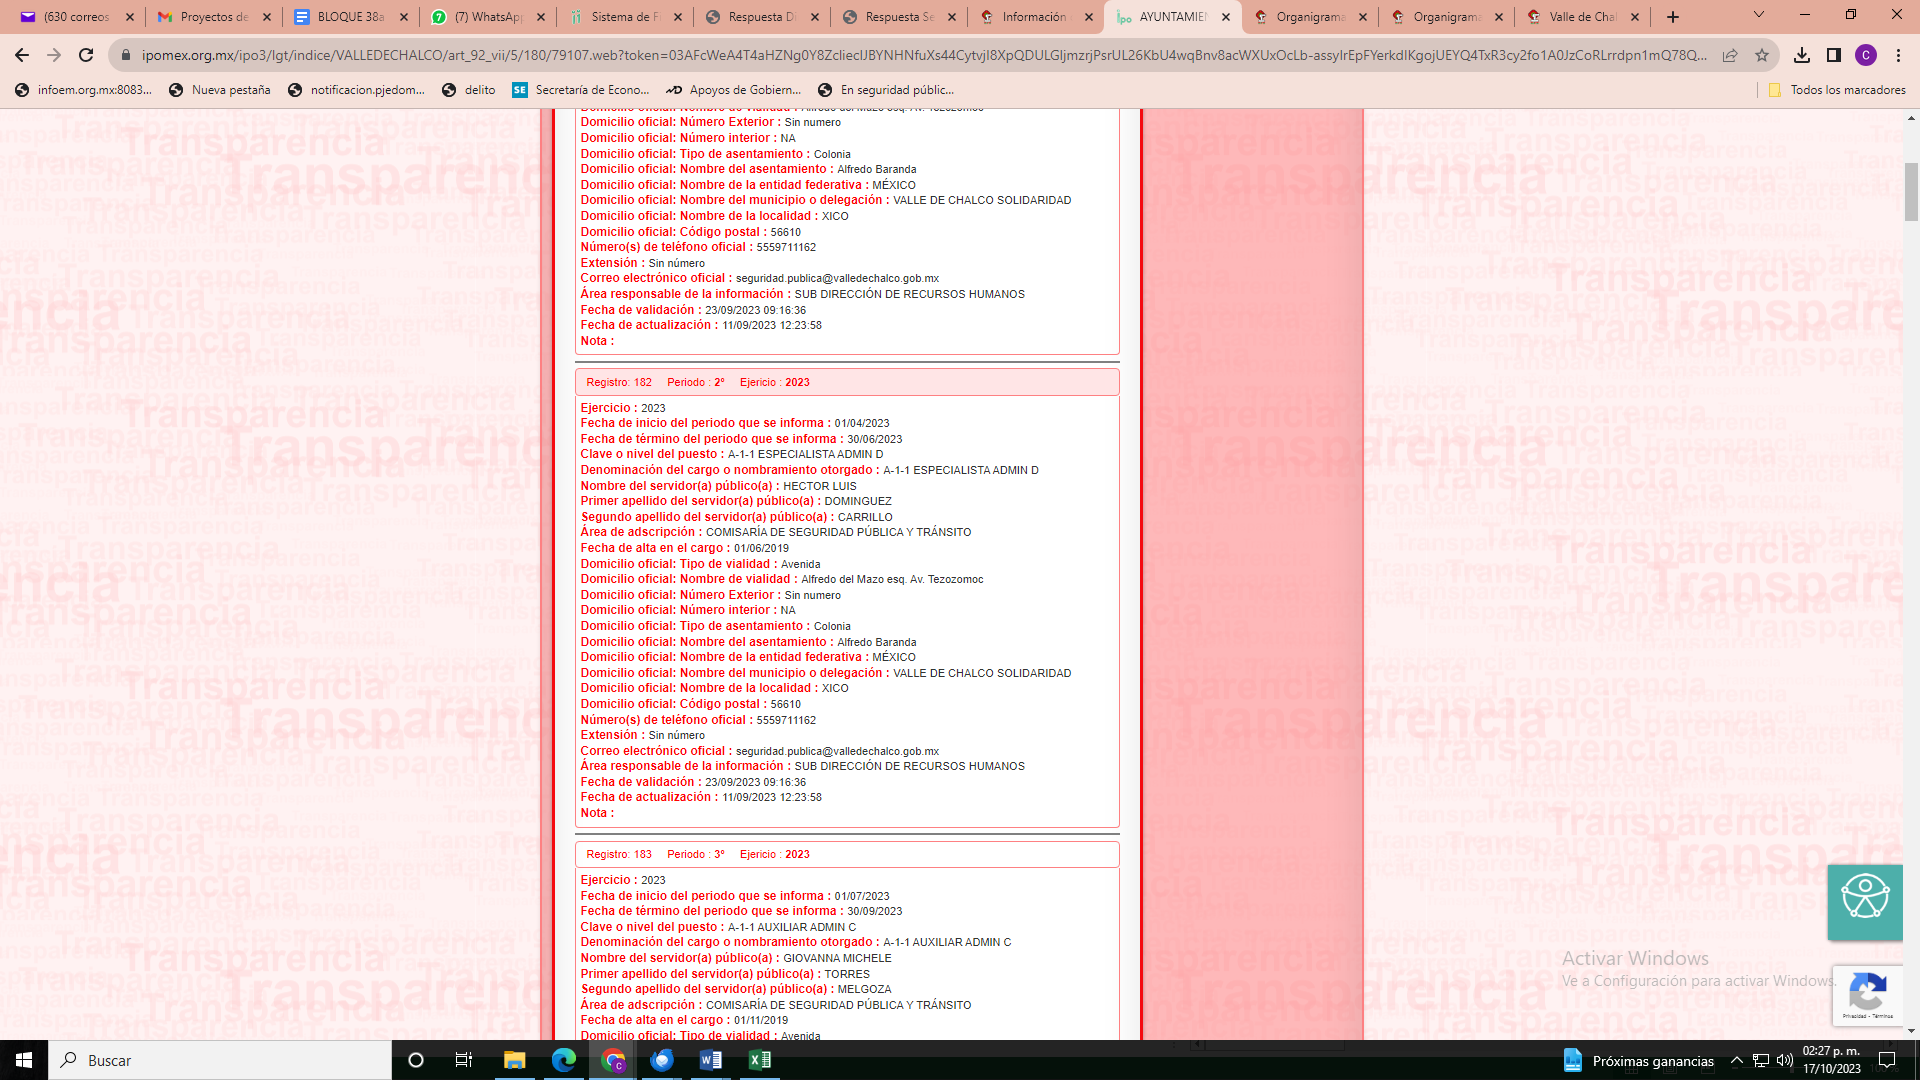 (630 correos
Proyectos de
BLOQUE 38a
(7) WhatsApp
Sistema de F
Respuesta D
Respuesta Se
Información
AYUNTAMIEN
Organigrama
Organigrama
Valle de Chal
ipomex.org.mx/ipo3/lgt/indice/VALLEDECHALCO/art_92_vii/5/180/79107.web?token=03AFcWeA4T4aHZNg0Y8ZcliecIJBYNHNfuXs44CytvjI8XpQDULGljmzrjPsrUL26KbU4wqBnv8acWXUxOcLb-assyIrEpFYerkdIKgojUEYQ4TxR3cy2fo1A0JzCoRLrrdpn1mQ78Q...
infoem.org.mx:8083...
Nueva pestaña
notificacion.pjedom...
delito
Secretaría de Econo...
Apoyos de Gobiern...
En seguridad públic...
Todos los marcadores
Domicilio oficial: Nombre de vialidad : Alfredo del Mazo esq. Av. Tezozomoc
Domicilio oficial: Número Exterior : Sin numero
Domicilio oficial: Número interior : NA
Domicilio oficial: Tipo de asentamiento : Colonia
Domicilio oficial: Nombre del asentamiento : Alfredo Baranda
Domicilio oficial: Nombre de la entidad federativa : MÉXICO
Domicilio oficial: Nombre del municipio o delegación : VALLE DE CHALCO SOLIDARIDAD
Domicilio oficial: Nombre de la localidad : XICO
Domicilio oficial: Código postal : 56610
Número(s) de teléfono oficial : 5559711162
Extensión : Sin número
Correo electrónico oficial : seguridad.publica@valledechalco.gob.mx
Área responsable de la información : SUB DIRECCIÓN DE RECURSOS HUMANOS
Fecha de validación : 23/09/2023 09:16:36
Fecha de actualización : 11/09/2023 12:23:58
Nota :
Registro: 182 Periodo : 2º Ejericio : 2023
Ejercicio : 2023
Fecha de inicio del periodo que se informa : 01/04/2023
Fecha de término del periodo que se informa : 30/06/2023
Clave o nivel del puesto : A-1-1 ESPECIALISTA ADMIN D
Denominación del cargo o nombramiento otorgado : A-1-1 ESPECIALISTA ADMIN D
Nombre del servidor(a) público(a) : HECTOR LUIS
Primer apellido del servidor(a) público(a) : DOMINGUEZ
Segundo apellido del servidor(a) público(a) : CARRILLO
Área de adscripción : COMISARÍA DE SEGURIDAD PÚBLICA Y TRÁNSITO
Fecha de alta en el cargo : 01/06/2019
Domicilio oficial: Tipo de vialidad : Avenida
Domicilio oficial: Nombre de vialidad : Alfredo del Mazo esq. Av. Tezozomoc
Domicilio oficial: Número Exterior : Sin numero
Domicilio oficial: Número interior : NA
Domicilio oficial: Tipo de asentamiento : Colonia
Domicilio oficial: Nombre del asentamiento : Alfredo Baranda
Domicilio oficial: Nombre de la entidad federativa : MÉXICO
Domicilio oficial: Nombre del municipio o delegación : VALLE DE CHALCO SOLIDARIDAD
Domicilio oficial: Nombre de la localidad : XICO
Domicilio oficial: Código postal : 56610
Número(s) de teléfono oficial : 5559711162
Extensión : Sin número
Correo electrónico oficial : seguridad.publica@valledechalco.gob.mx
Área responsable de la información : SUB DIRECCIÓN DE RECURSOS HUMANOS
Fecha de validación : 23/09/2023 09:16:36
Fecha de actualización : 11/09/2023 12:23:58
Nota :
Registro: 183 Periodo : 3º Ejericio : 2023
Ejercicio : 2023
Fecha de inicio del periodo que se informa : 01/07/2023
Fecha de término del periodo que se informa : 30/09/2023
Clave o nivel del puesto : A-1-1 AUXILIAR ADMIN C
Denominación del cargo o nombramiento otorgado : A-1-1 AUXILIAR ADMIN C
Nombre del servidor(a) público(a) : GIOVANNA MICHELE
Primer apellido del servidor(a) público(a) : TORRES
Segundo apellido del servidor(a) público(a) : MELGOZA
Área de adscripción : COMISARÍA DE SEGURIDAD PÚBLICA Y TRÁNSITO
Fecha de alta en el cargo : 01/11/2019
Domicilio oficial: Tipo de vialidad : Avenida
Activar Windows
Ve a Configuración para activar Windows.
Privacidad - Términos
Buscar
Próximas ganancias
02:27 p. m.
17/10/2023